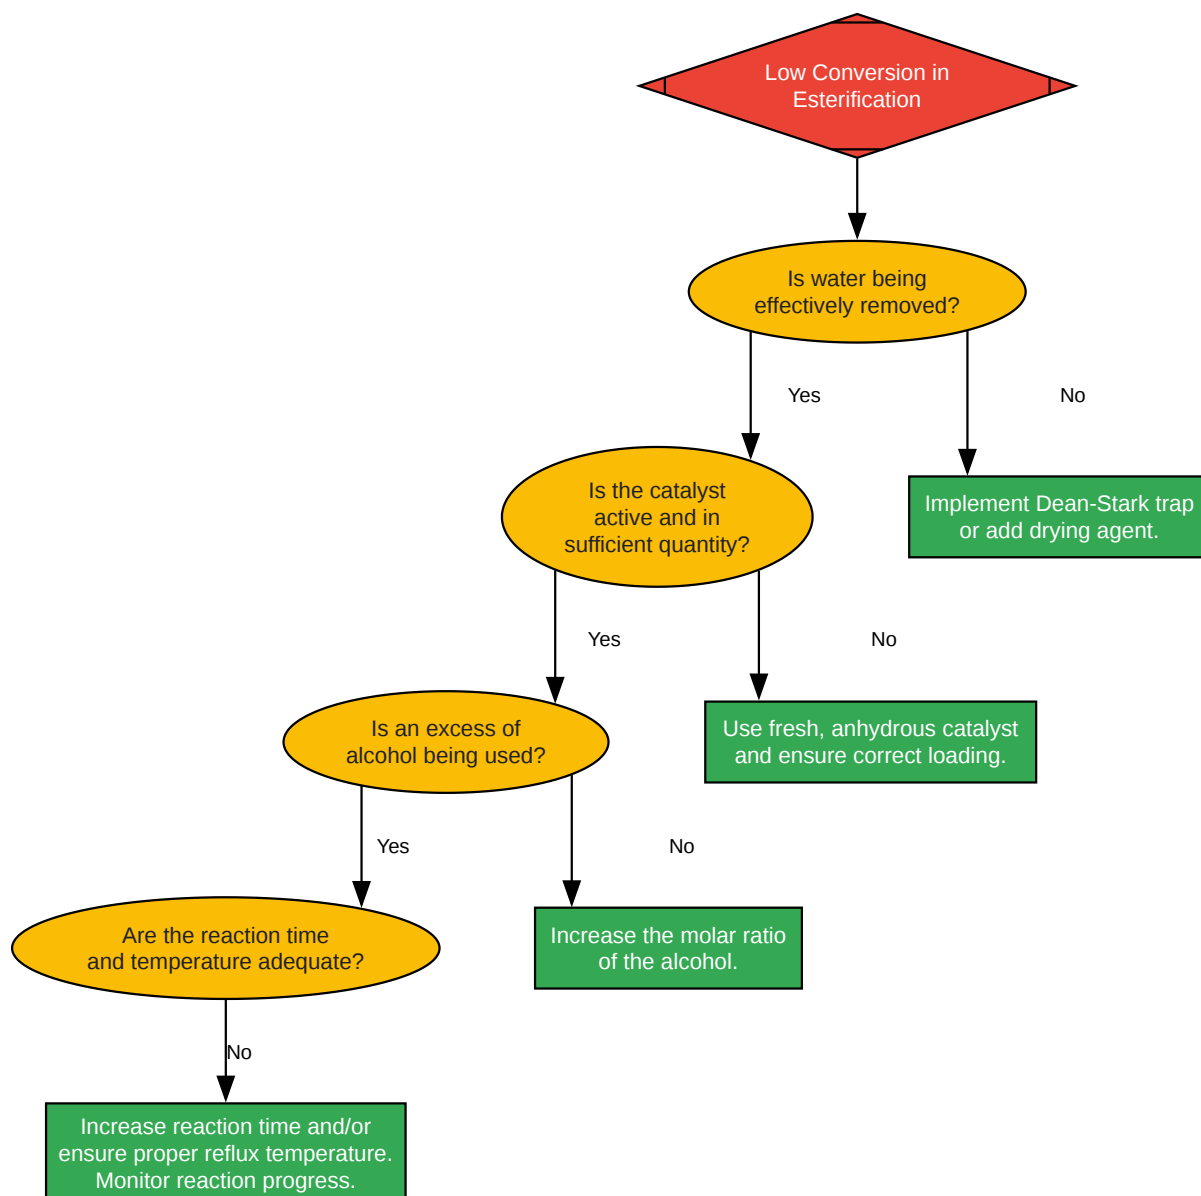 Low Conversion in
Esterification
Is water being
effectively removed?
Yes
No
Is the catalyst
active and in
sufficient quantity?
Implement Dean-Stark trap
or add drying agent.
Yes
No
Is an excess of
alcohol being used?
Use fresh, anhydrous catalyst
and ensure correct loading.
Yes
No
Are the reaction time
and temperature adequate?
Increase the molar ratio
of the alcohol.
No
Increase reaction time and/or
ensure proper reflux temperature.
Monitor reaction progress.